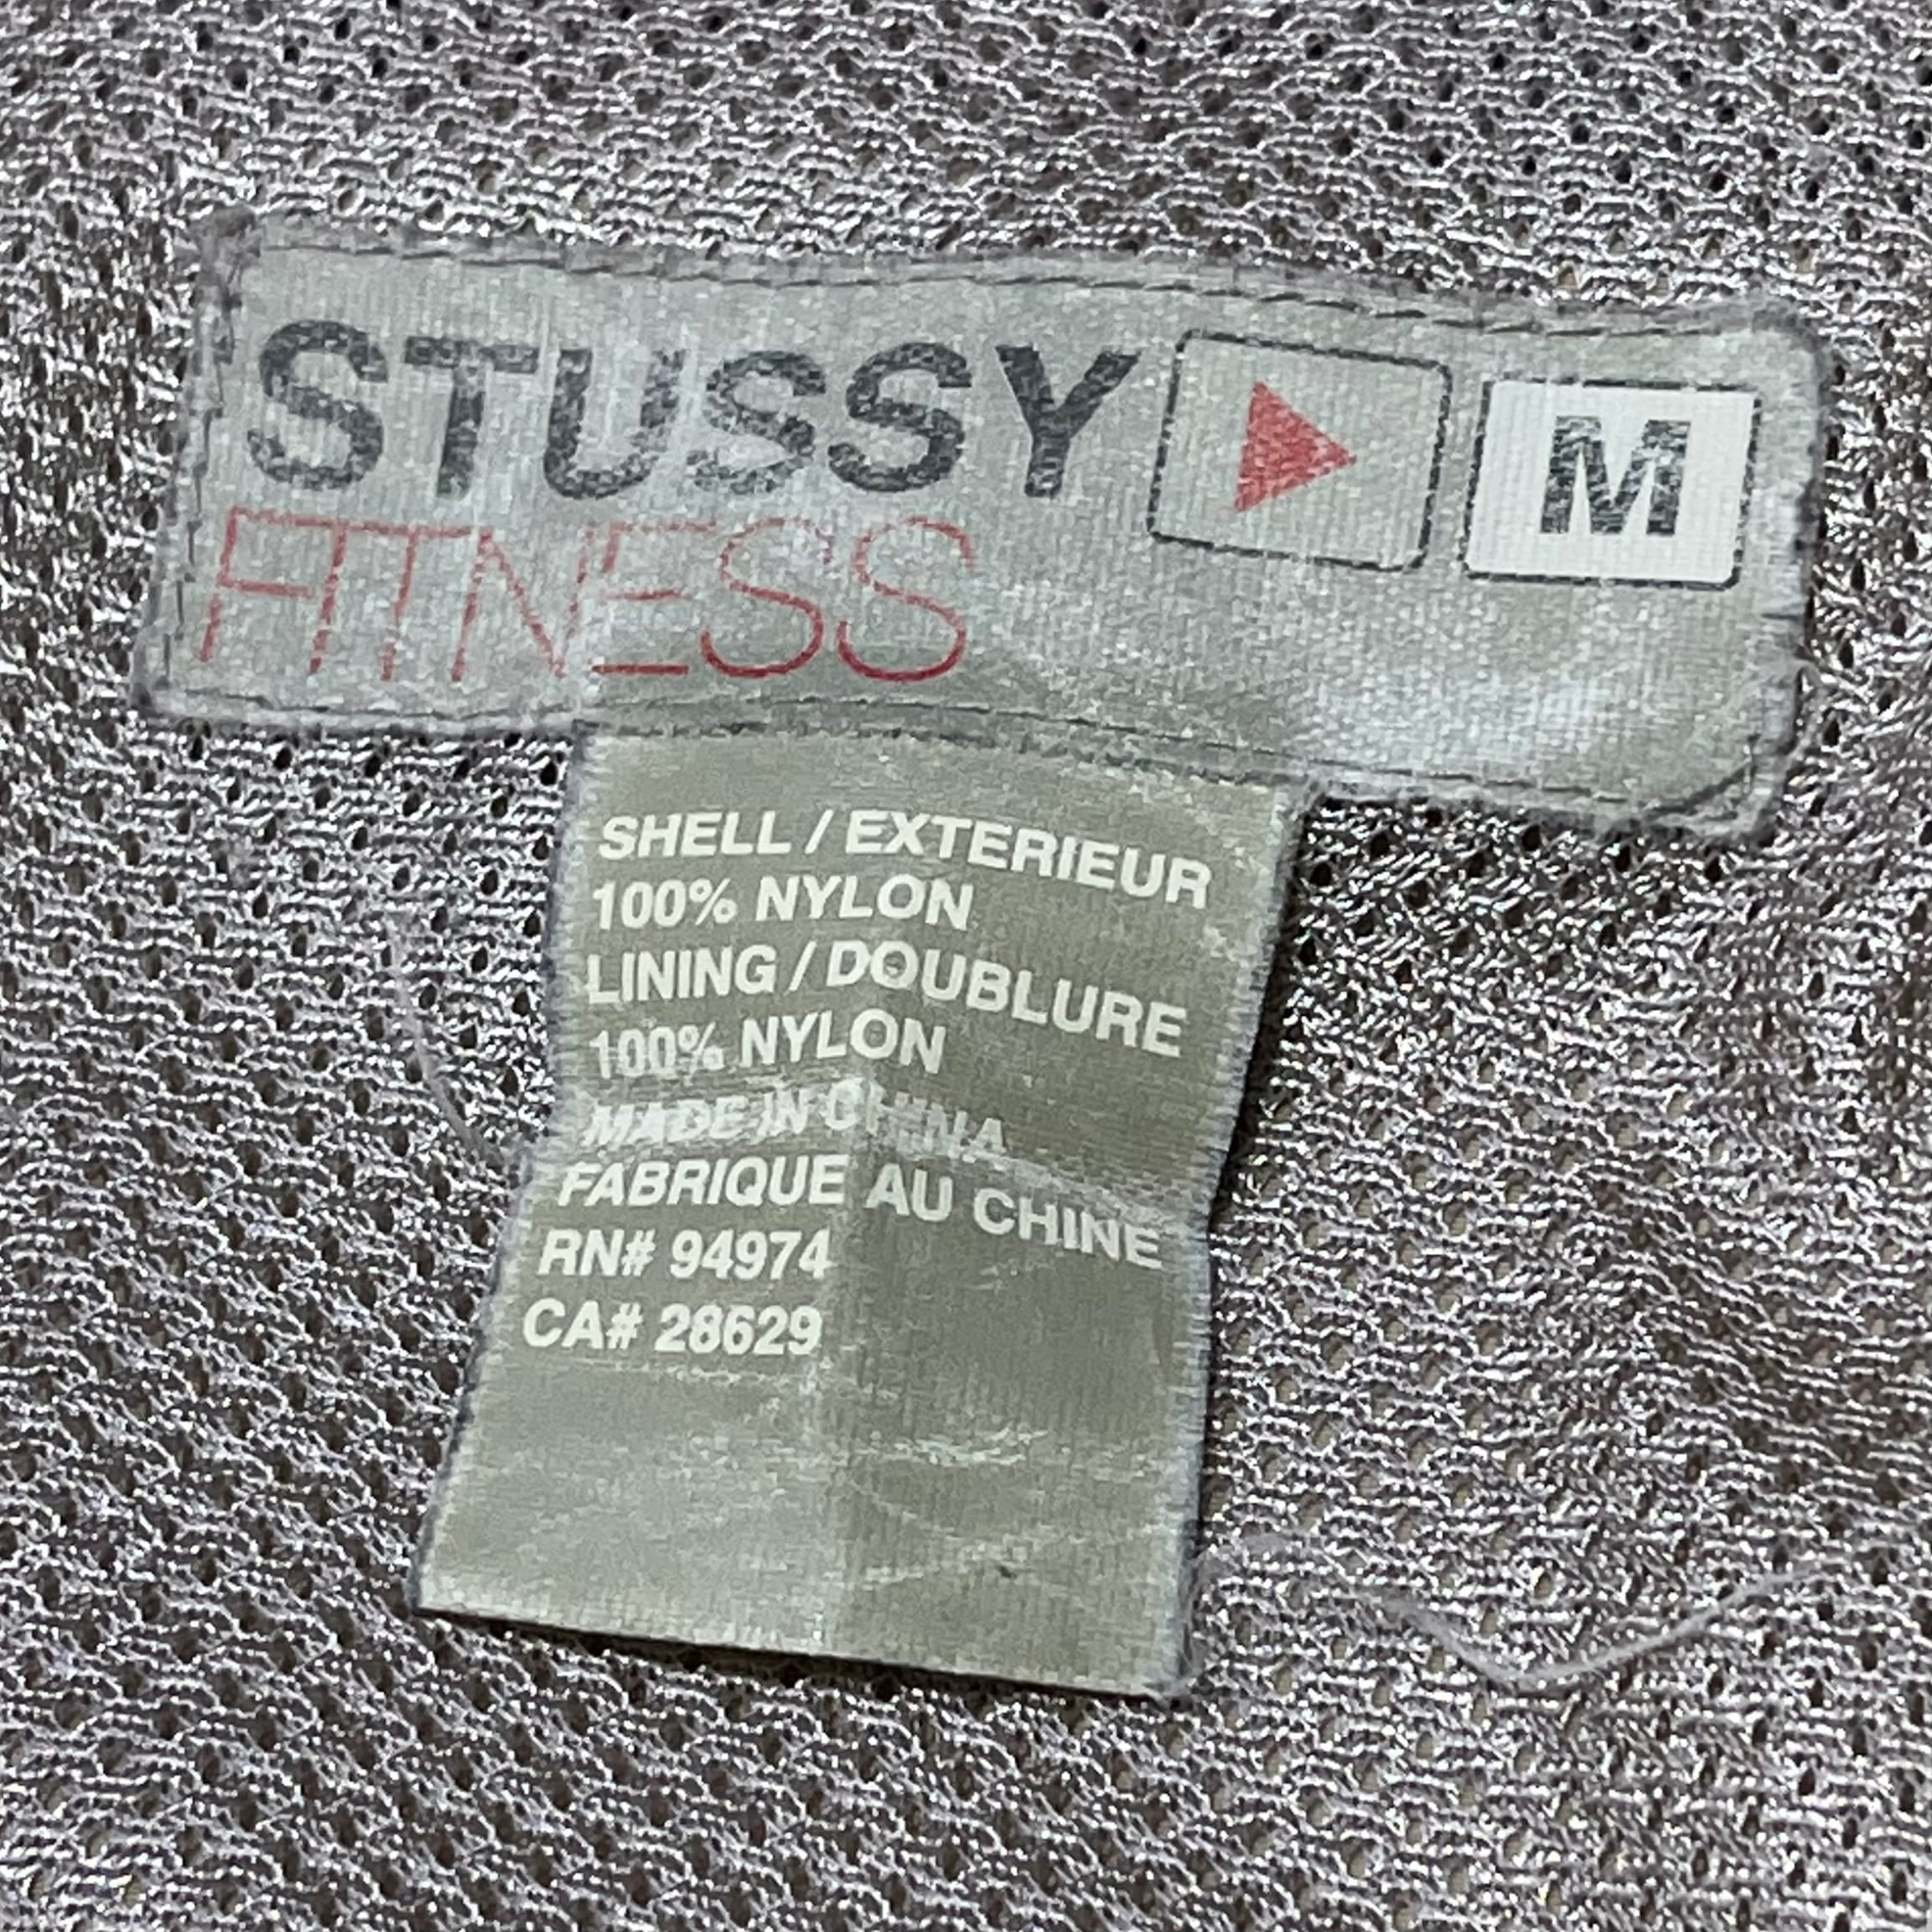 STUSSY M
FITNESS
SHELL / EXTERIEUR
100% NYLON
LINING / DOUBLURE
100% NYLON
MADE IN CHINA
FABRIQUE AU CHINE
RN# 94974
CA# 28629